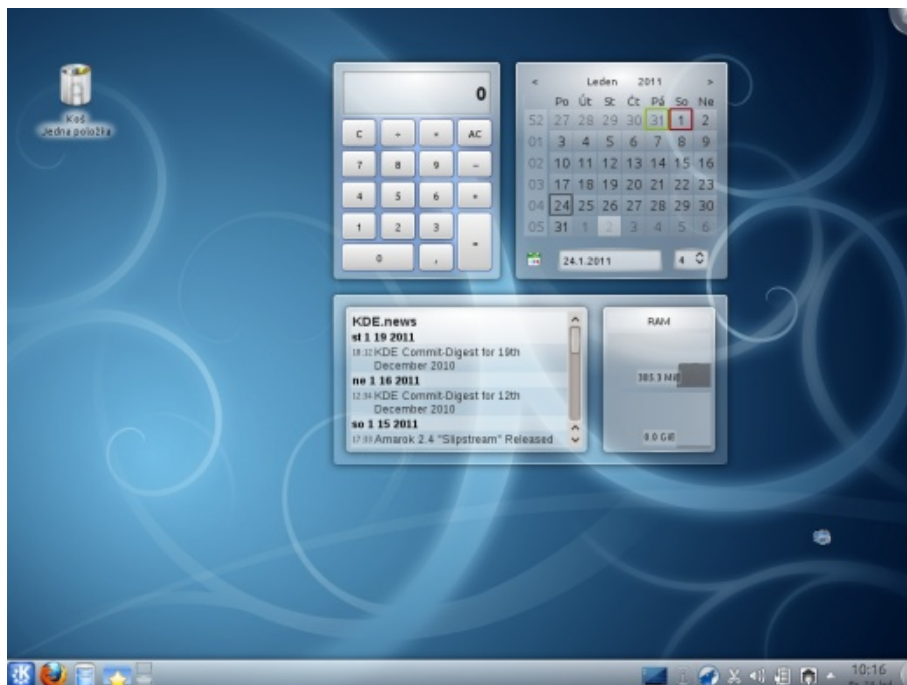 Koš
Jedna položka
0
C ÷ × AC
7 8 9 −
4 5 6 +
1 2 3
=
0 ,
< Leden 2011 >
Po Út St Čt Pá So Ne
52 27 28 29 30 31 1 2
01 3 4 5 6 7 8 9
02 10 11 12 13 14 15 16
03 17 18 19 20 21 22 23
04 24 25 26 27 28 29 30
05 31 1 2 3 4 5 6
24.1.2011 4
KDE.news
st 1 19 2011
18:32 KDE Commit-Digest for 19th
December 2010
ne 1 16 2011
12:34 KDE Commit-Digest for 12th
December 2010
so 1 15 2011
17:33 Amarok 2.4 "Slipstream" Released
RAM
385.3 MiB
0.0 GiB
10:16